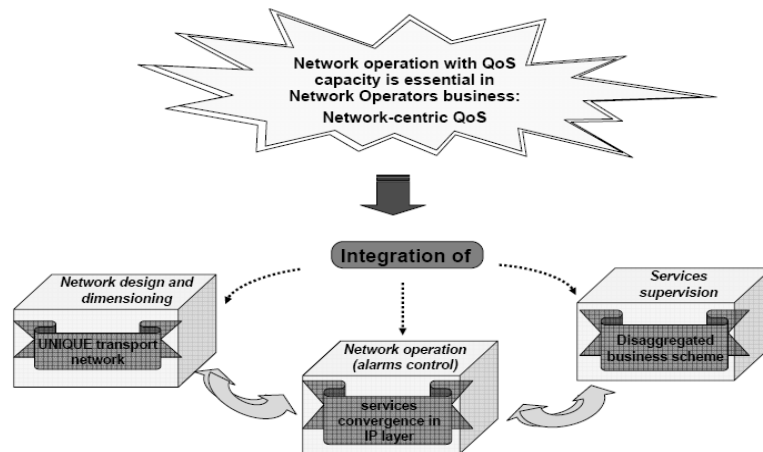 Network operation with QoS
capacity is essential in
Network Operators business:
Network-centric QoS
Integration of
Network design and
dimensioning
UNIQUE transport
network
Network operation
(alarms control)
services
convergence in
IP layer
Services
supervision
Disaggregated
business scheme